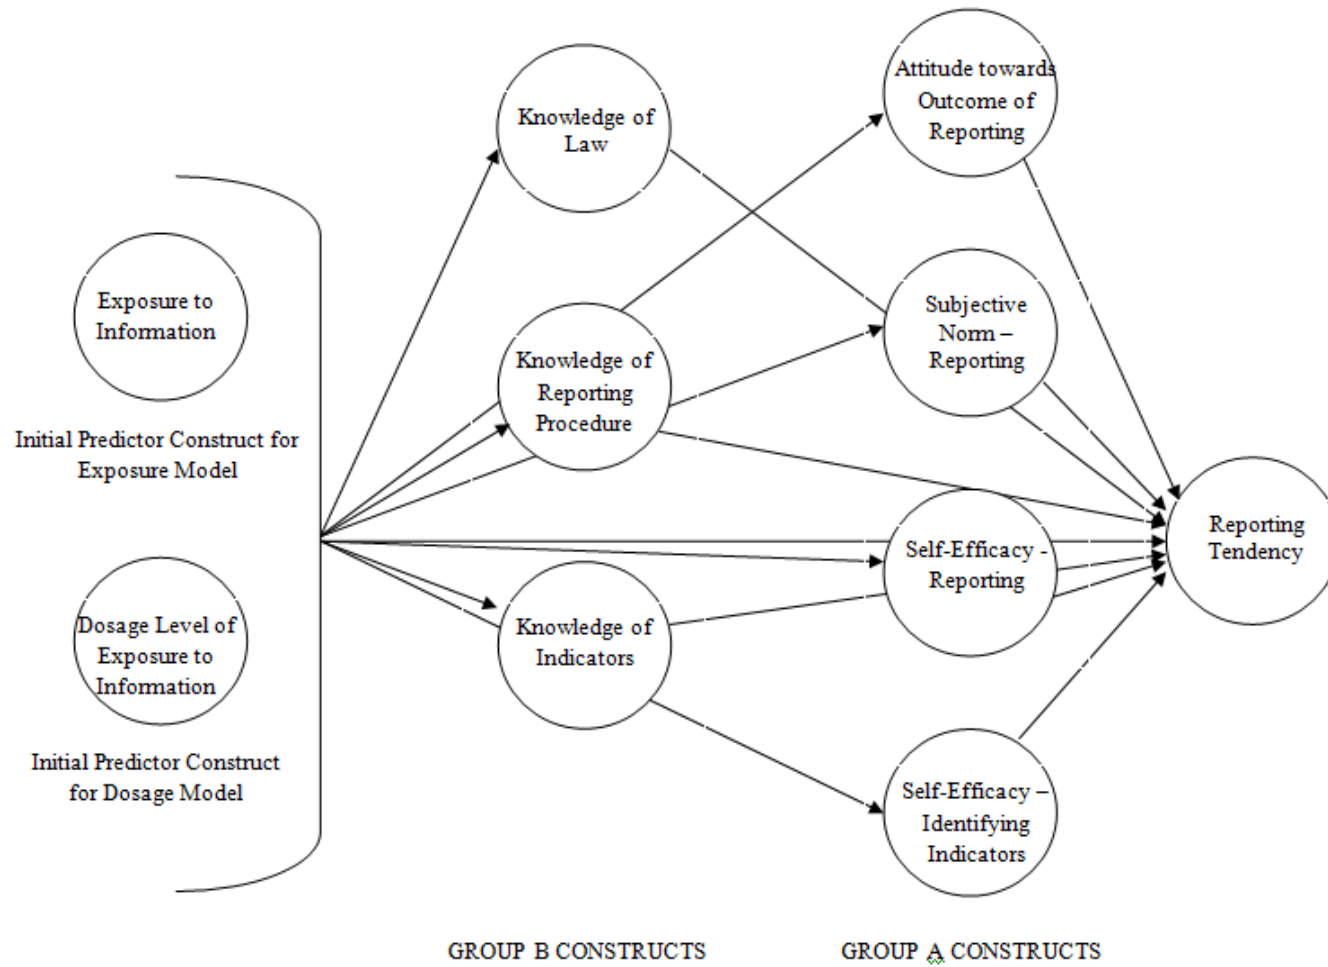 Exposure to
Information
Initial Predictor Construct for
Exposure Model
Dosage Level of
Exposure to
Information
Initial Predictor Construct
for Dosage Model
Knowledge of
Law
Knowledge of
Reporting
Procedure
Knowledge of
Indicators
GROUP B CONSTRUCTS
Attitude towards
Outcome of
Reporting
Subjective
Norm –
Reporting
Self-Efficacy -
Reporting
Self-Efficacy –
Identifying
Indicators
GROUP A CONSTRUCTS
Reporting
Tendency